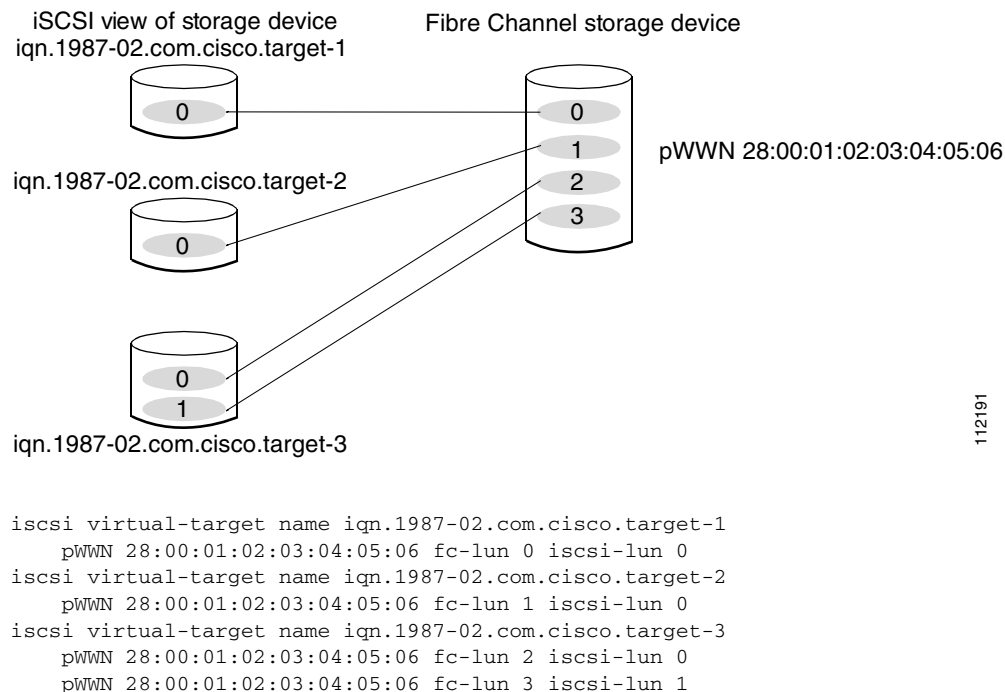 iSCSI view of storage device
iqn.1987-02.com.cisco.target-1
Fibre Channel storage device
0
0
1
pWWN 28:00:01:02:03:04:05:06
iqn.1987-02.com.cisco.target-2
2
3
0
0
1
iqn.1987-02.com.cisco.target-3
112191
iscsi virtual-target name iqn.1987-02.com.cisco.target-1
pWWN 28:00:01:02:03:04:05:06 fc-lun 0 iscsi-lun 0
iscsi virtual-target name iqn.1987-02.com.cisco.target-2
pWWN 28:00:01:02:03:04:05:06 fc-lun 1 iscsi-lun 0
iscsi virtual-target name iqn.1987-02.com.cisco.target-3
pWWN 28:00:01:02:03:04:05:06 fc-lun 2 iscsi-lun 0
pWWN 28:00:01:02:03:04:05:06 fc-lun 3 iscsi-lun 1